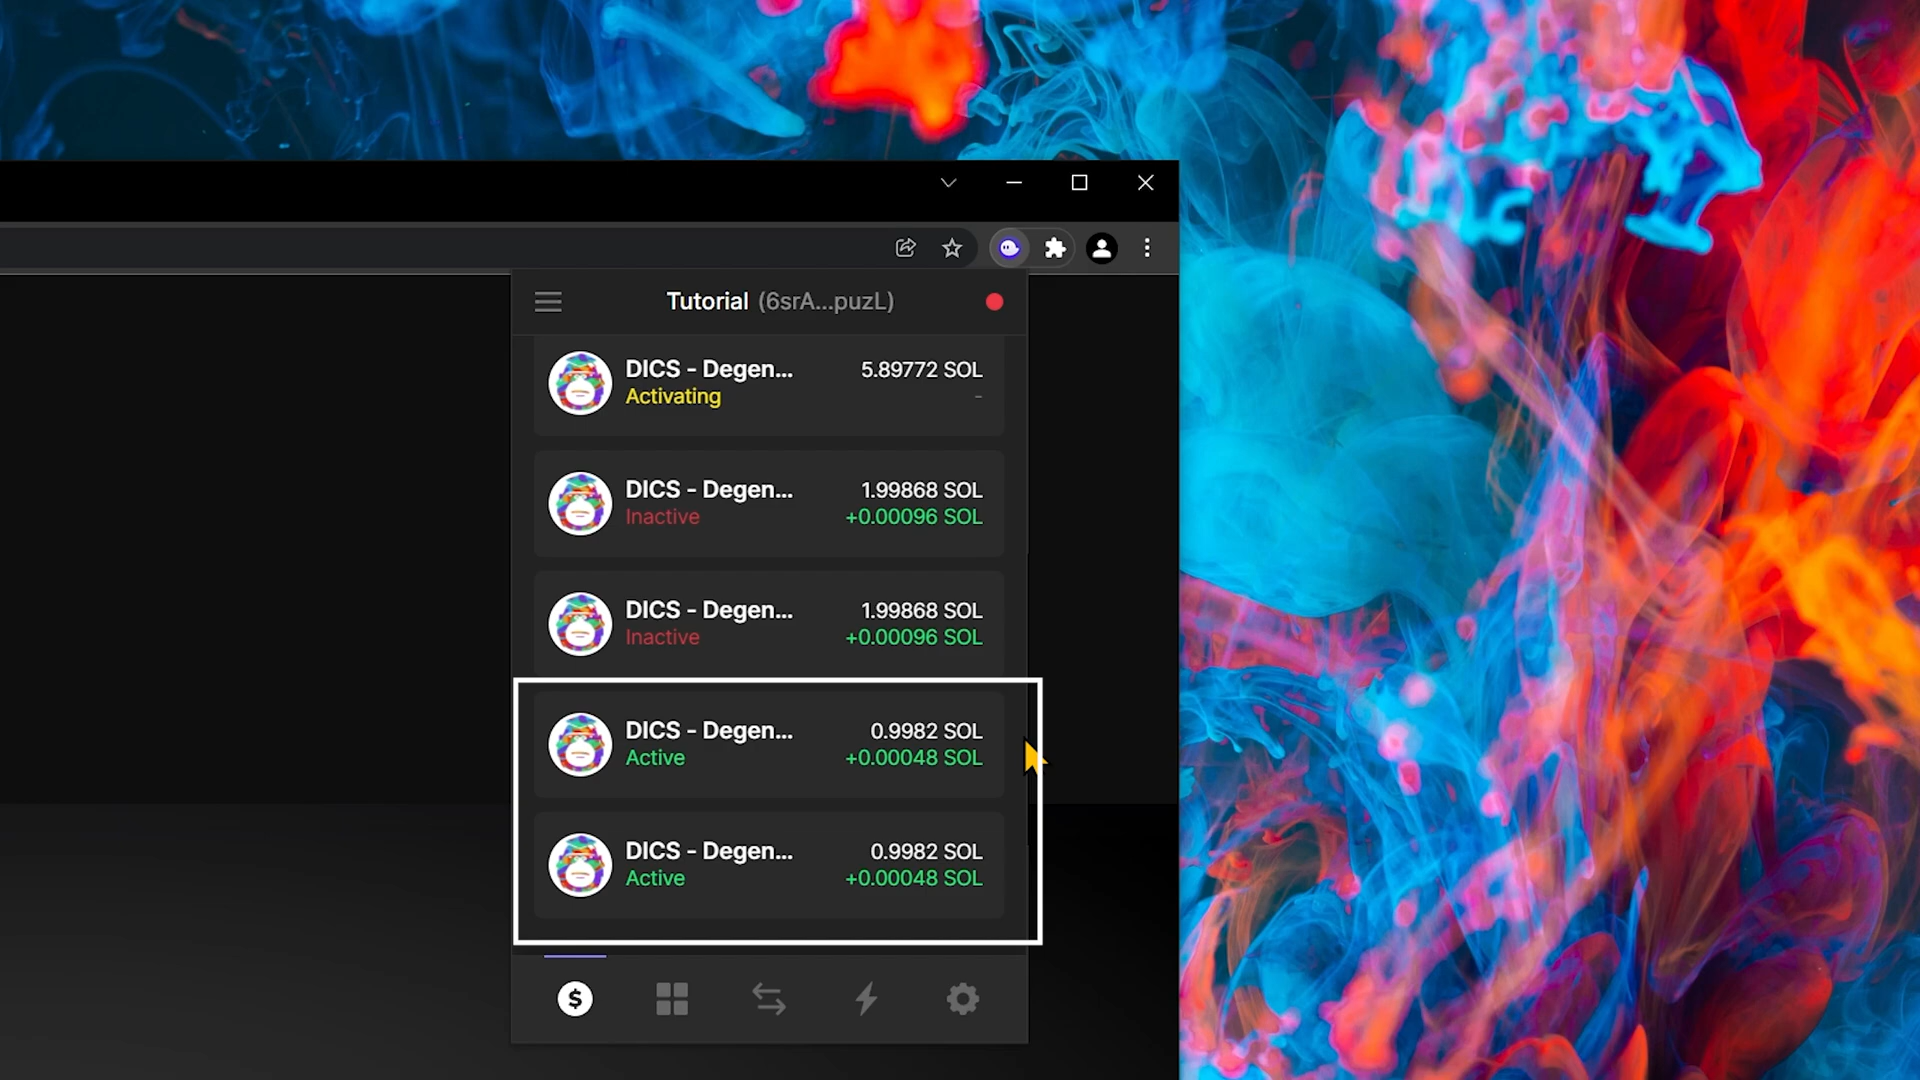 Tutorial (6srA...puzL)
DICS - Degen... 5.89772 SOL
Activating -
DICS - Degen... 1.99868 SOL
Inactive +0.00096 SOL
DICS - Degen... 1.99868 SOL
Inactive +0.00096 SOL
DICS - Degen... 0.9982 SOL
Active +0.00048 SOL
DICS - Degen... 0.9982 SOL
Active +0.00048 SOL
$